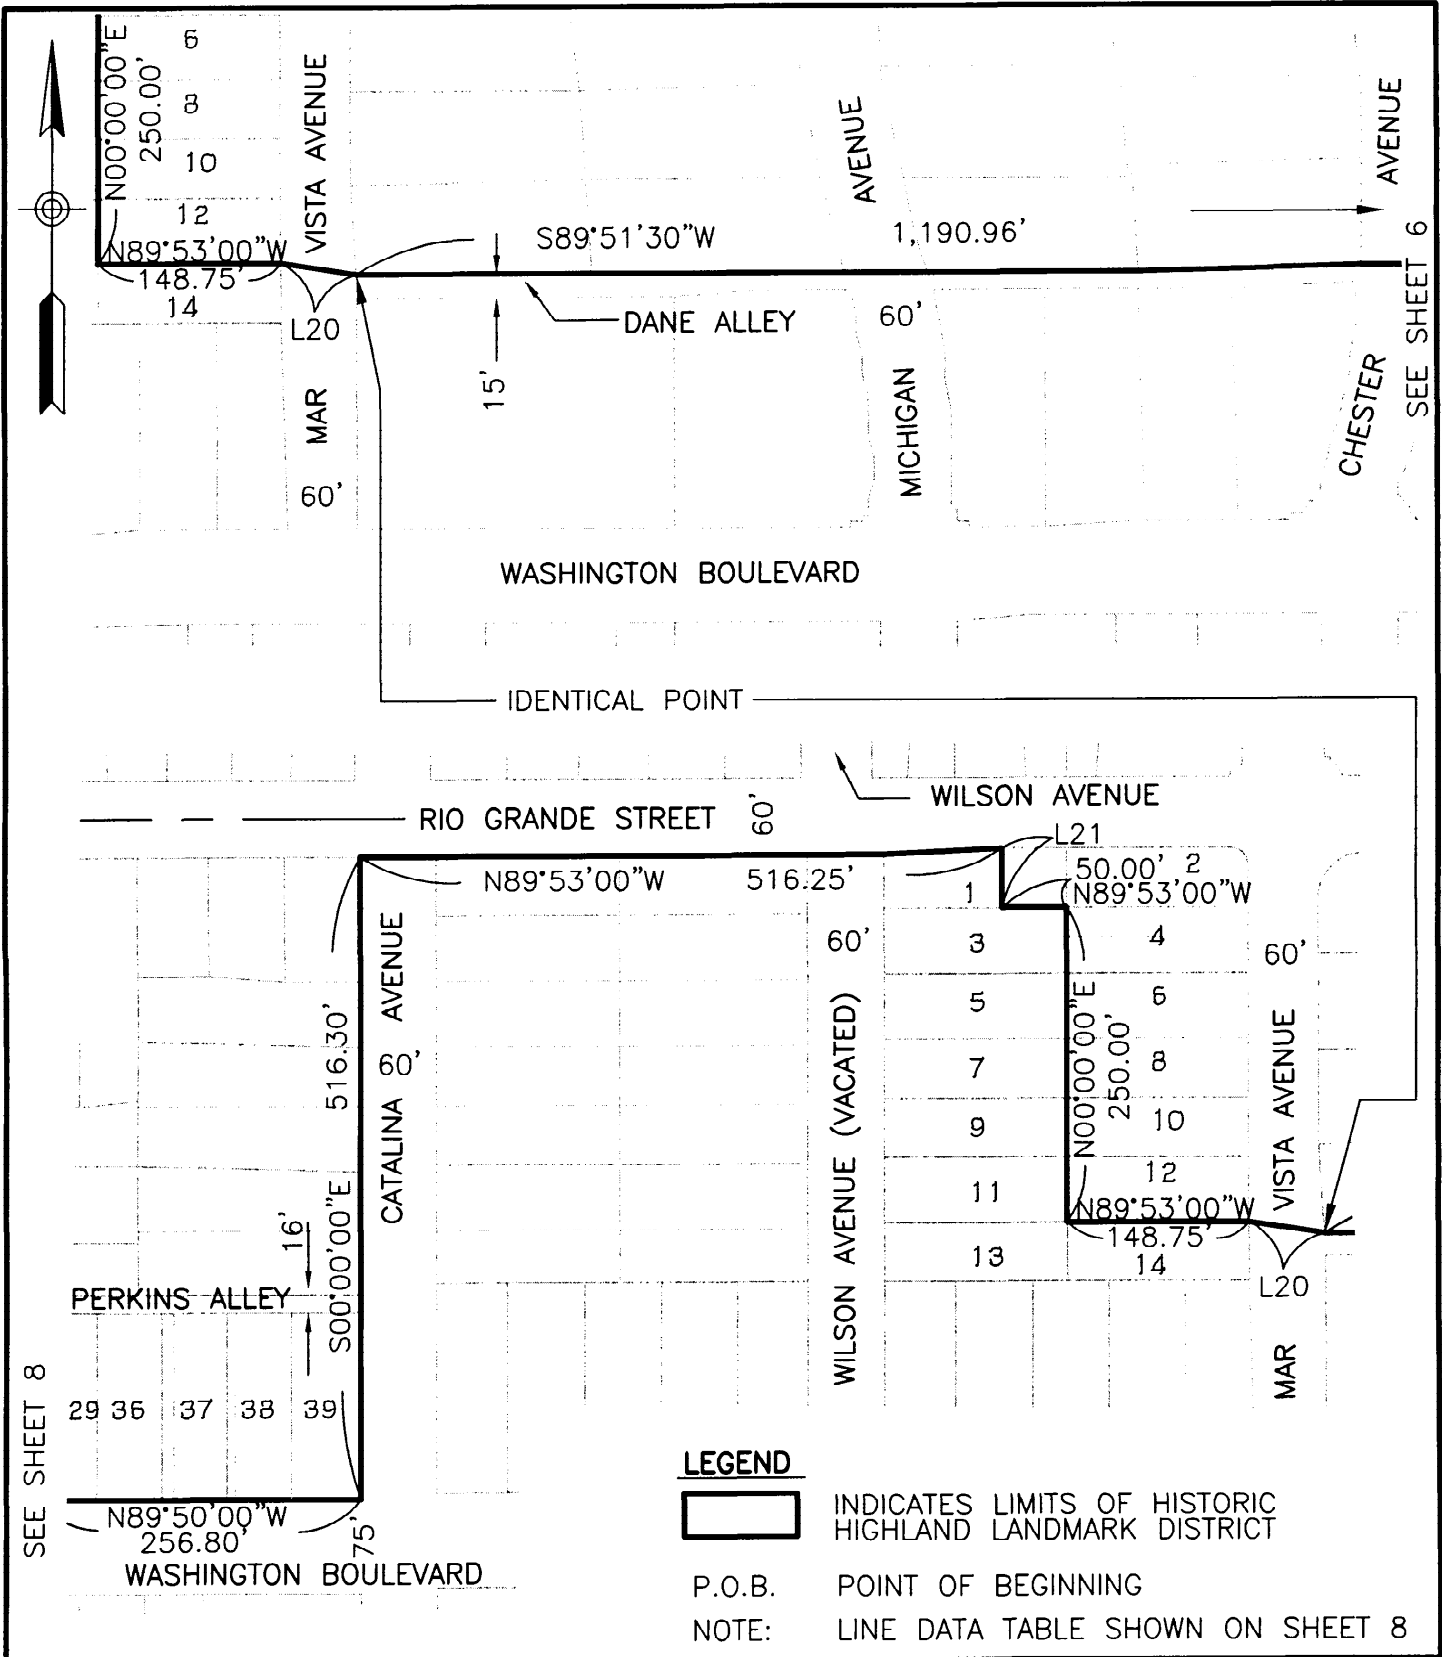 N00°00'00"E
250.00'
6
8
10
12
VISTA AVENUE
AVENUE
AVENUE
N89°53'00"W
148.75'
14
L20
S89°51'30"W
1,190.96'
DANE ALLEY
15'
60'
MAR
60'
MICHIGAN
CHESTER
SEE SHEET 6
WASHINGTON BOULEVARD
IDENTICAL POINT
WILSON AVENUE
RIO GRANDE STREET
60'
L21
N89°53'00"W
516.25'
50.00'
N89°53'00"W
1
2
3
4
5
6
7
8
9
10
11
12
13
14
60'
60'
516.30'
S00°00'00"E
CATALINA AVENUE
60'
WILSON AVENUE (VACATED)
N00°00'00"E
250.00'
VISTA AVENUE
N89°53'00"W
148.75'
L20
MAR
16'
PERKINS ALLEY
29
36
37
38
39
SEE SHEET 8
N89°50'00"W
256.80'
75'
WASHINGTON BOULEVARD
LEGEND
INDICATES LIMITS OF HISTORIC
HIGHLAND LANDMARK DISTRICT
P.O.B. POINT OF BEGINNING
NOTE: LINE DATA TABLE SHOWN ON SHEET 8